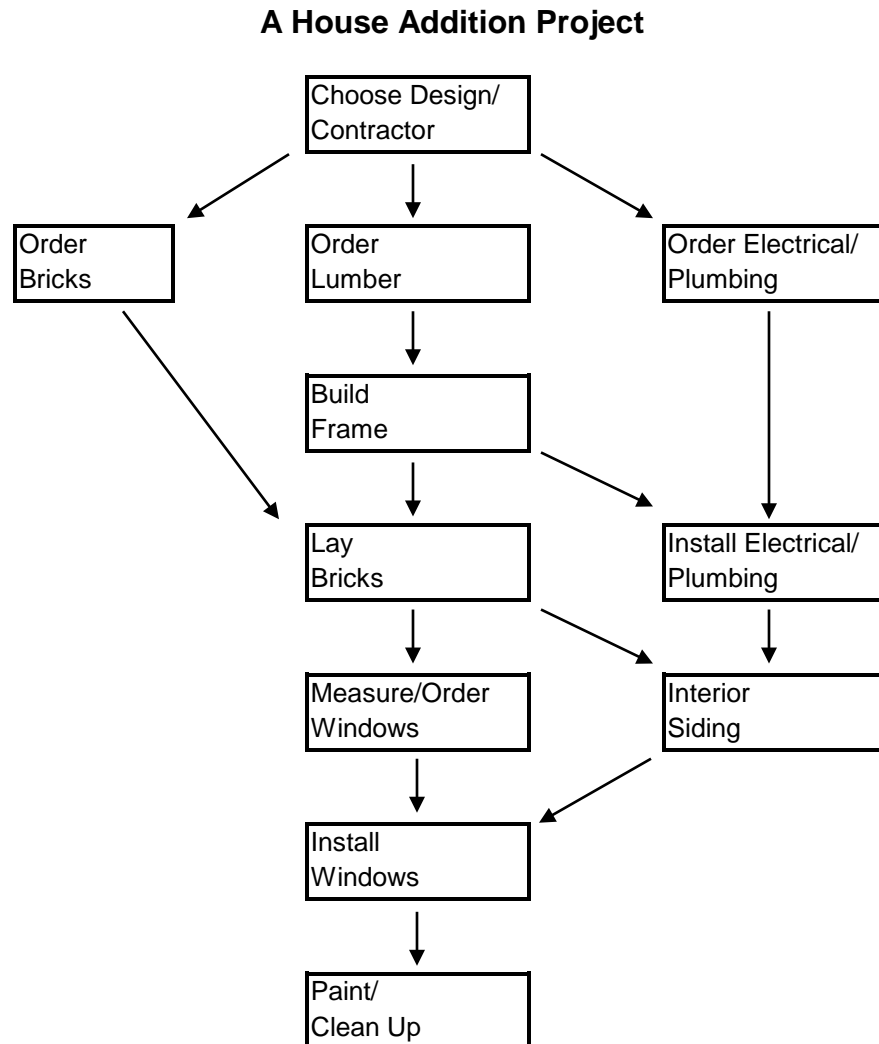 A House Addition Project
Choose Design/
Contractor
Order
Bricks
Order
Lumber
Order Electrical/
Plumbing
Build
Frame
Lay
Bricks
Install Electrical/
Plumbing
Measure/Order
Windows
Interior
Siding
Install
Windows
Paint/
Clean Up